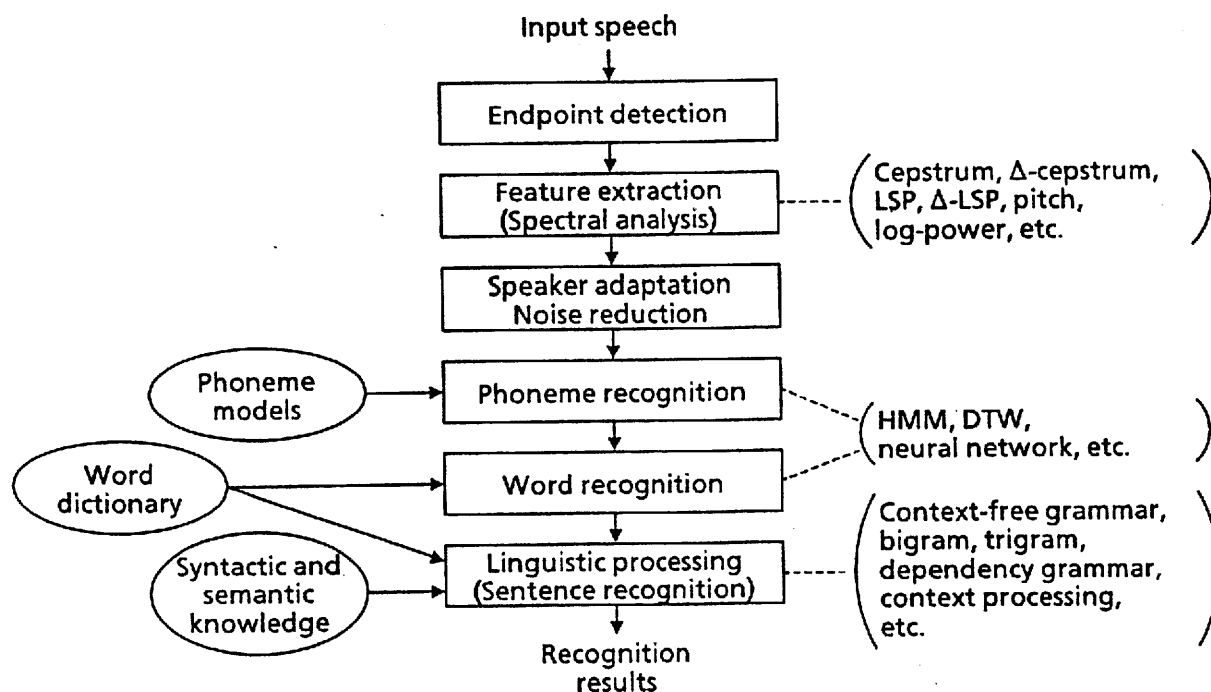 Input speech
Endpoint detection
Feature extraction
(Spectral analysis)
Cepstrum, Δ-cepstrum,
LSP, Δ-LSP, pitch,
log-power, etc.
Speaker adaptation
Noise reduction
Phoneme
models
Phoneme recognition
HMM, DTW,
neural network, etc.
Word
dictionary
Word recognition
Syntactic and
semantic
knowledge
Linguistic processing
(Sentence recognition)
Context-free grammar,
bigram, trigram,
dependency grammar,
context processing,
etc.
Recognition
results